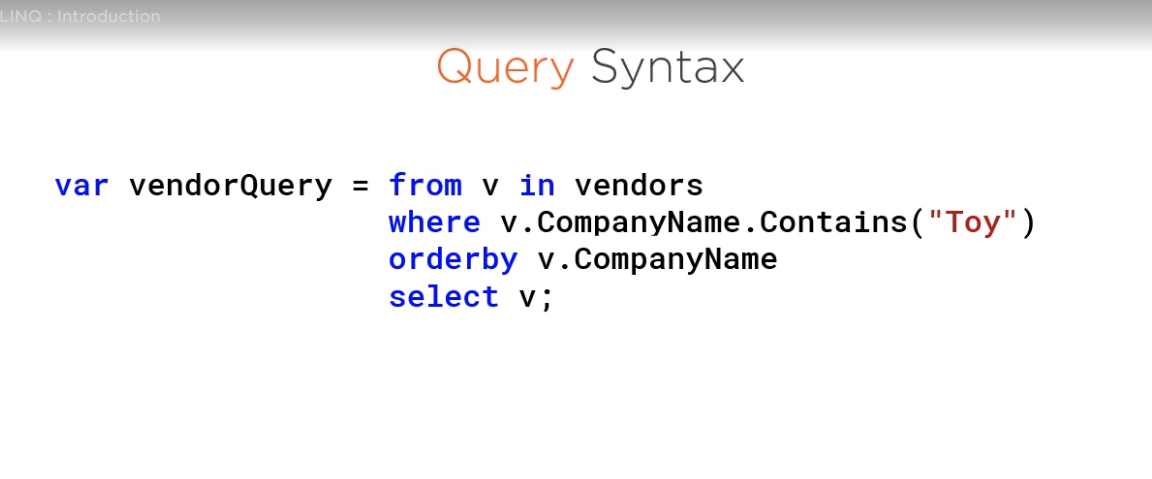 LINQ : Introduction
Query Syntax
var vendorQuery = from v in vendors
where v.CompanyName.Contains("Toy")
orderby v.CompanyName
select v;